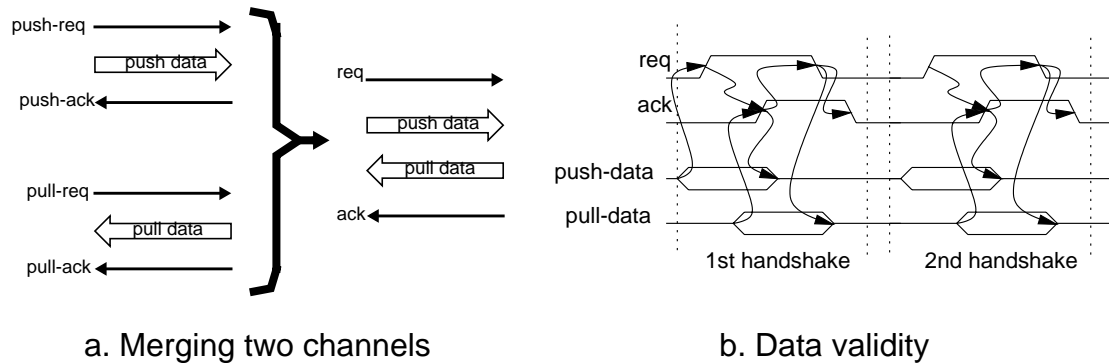 push-req
push data
push-ack
pull-req
pull data
pull-ack
req
push data
pull data
ack
a. Merging two channels
req
ack
push-data
pull-data
1st handshake
2nd handshake
b. Data validity